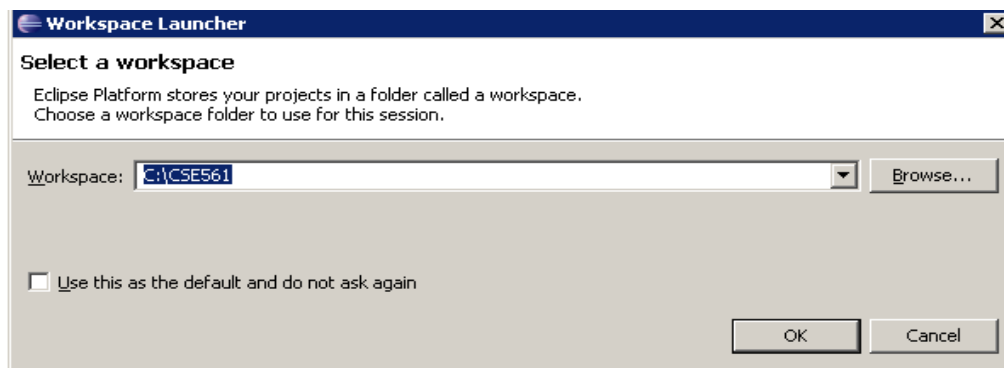 Workspace Launcher
Select a workspace
Eclipse Platform stores your projects in a folder called a workspace.
Choose a workspace folder to use for this session.
Workspace: C:\CSE561 Browse...
Use this as the default and do not ask again
OK Cancel